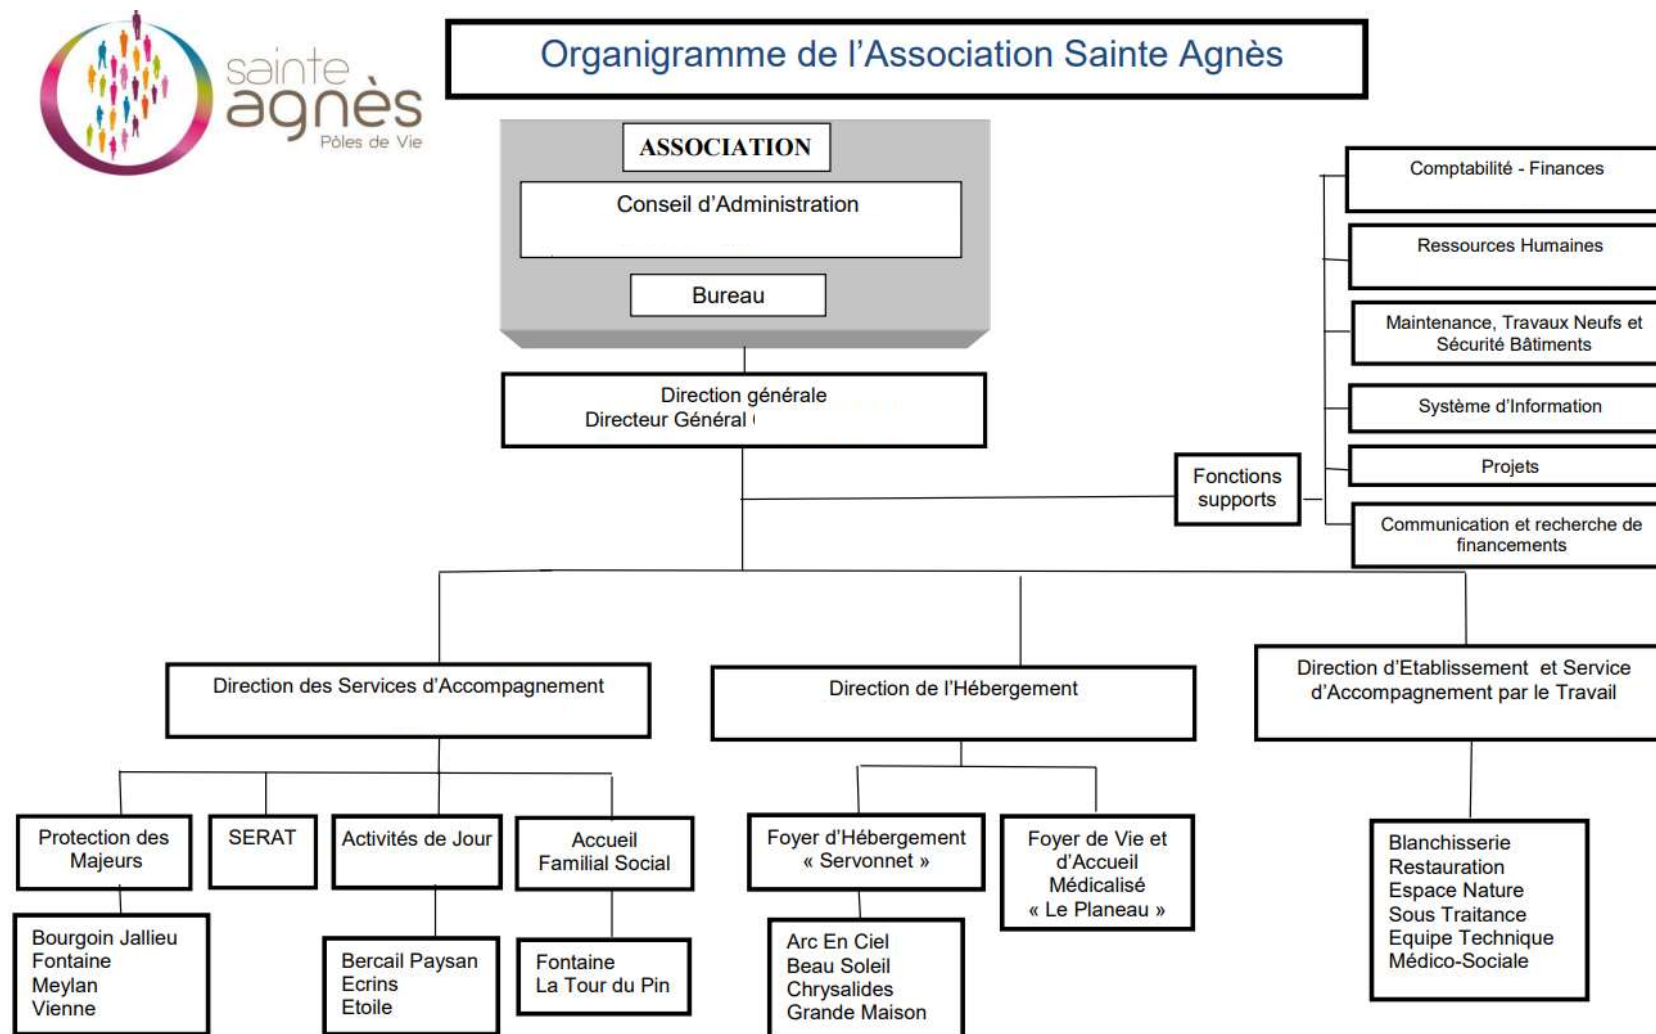 sainte
agnès
Pôles de Vie
Organigramme de l'Association Sainte Agnès
ASSOCIATION
Conseil d'Administration
Bureau
Direction générale
Directeur Général
Fonctions
supports
Comptabilité - Finances
Ressources Humaines
Maintenance, Travaux Neufs et
Sécurité Bâtiments
Système d'Information
Projets
Communication et recherche de
financements
Direction des Services d'Accompagnement
Direction de l'Hébergement
Direction d'Etablissement et Service
d'Accompagnement par le Travail
Protection des
Majeurs
SERAT
Activités de Jour
Accueil
Familial Social
Foyer d'Hébergement
« Servonnet »
Foyer de Vie et
d'Accueil
Médicalisé
« Le Planeau »
Blanchisserie
Restauration
Espace Nature
Sous Traitance
Equipe Technique
Médico-Sociale
Bourgoin Jallieu
Fontaine
Meylan
Vienne
Bercail Paysan
Ecrins
Etoile
Fontaine
La Tour du Pin
Arc En Ciel
Beau Soleil
Chrysalides
Grande Maison